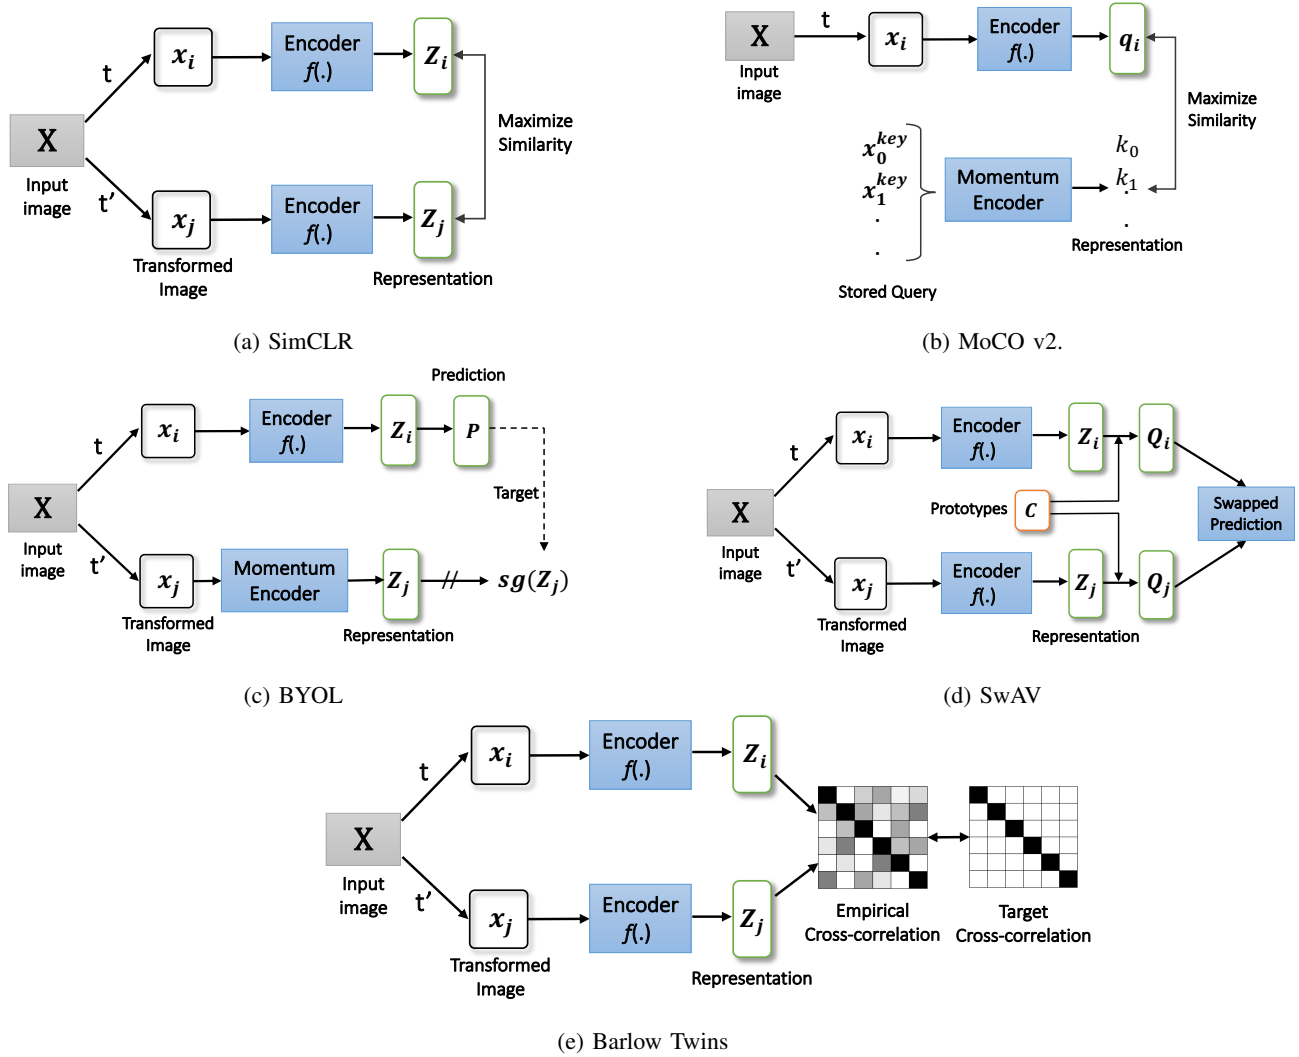 X
Input
image
t
t'
x_i
x_j
Transformed
Image
Encoder
f(.)
Encoder
f(.)
Z_i
Z_j
Representation
Maximize
Similarity
(a) SimCLR
X
Input
image
t
x_i
Encoder
f(.)
q_i
Maximize
Similarity
x_0^key
x_1^key
.
.
Stored Query
Momentum
Encoder
k_0
k_1
.
.
Representation
(b) MoCO v2.
X
Input
image
t
t'
x_i
x_j
Transformed
Image
Encoder
f(.)
Momentum
Encoder
Z_i
Prediction
P
Target
Z_j
Representation
//
sg(Z_j)
(c) BYOL
X
Input
image
t
t'
x_i
x_j
Transformed
Image
Encoder
f(.)
Encoder
f(.)
Prototypes
C
Z_i
Z_j
Representation
Q_i
Q_j
Swapped
Prediction
(d) SwAV
X
Input
image
t
t'
x_i
x_j
Transformed
Image
Encoder
f(.)
Encoder
f(.)
Z_i
Z_j
Representation
Empirical
Cross-correlation
Target
Cross-correlation
(e) Barlow Twins